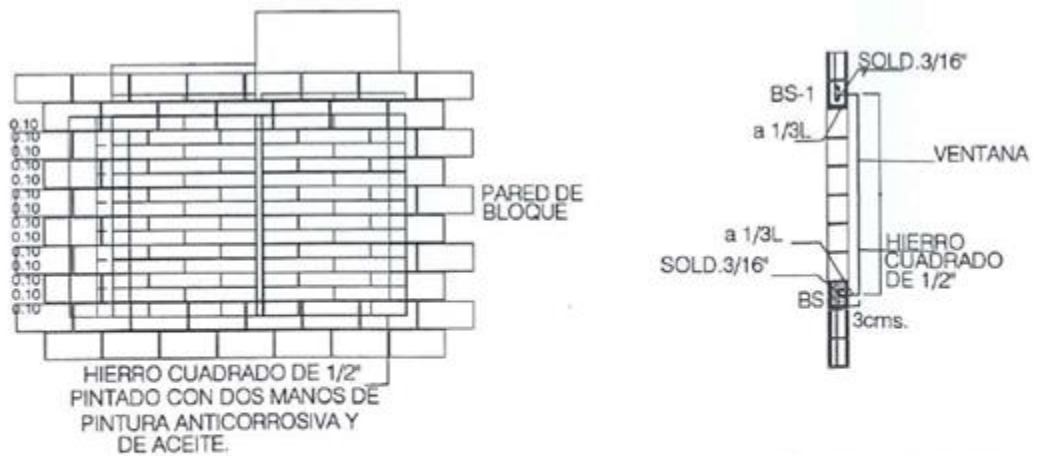 0.10
0.10
0.10
0.10
0.10
0.10
0.10
0.10
0.10
0.10
0.10
0.10
0.10
0.10
PARED DE
BLOQUE
HIERRO CUADRADO DE 1/2"
PINTADO CON DOS MANOS DE
PINTURA ANTICORROSIVA Y
DE ACEITE.
SOLD.3/16"
BS-1
a 1/3L
VENTANA
a 1/3L
HIERRO
CUADRADO
DE 1/2"
SOLD.3/16"
BS
3cms.